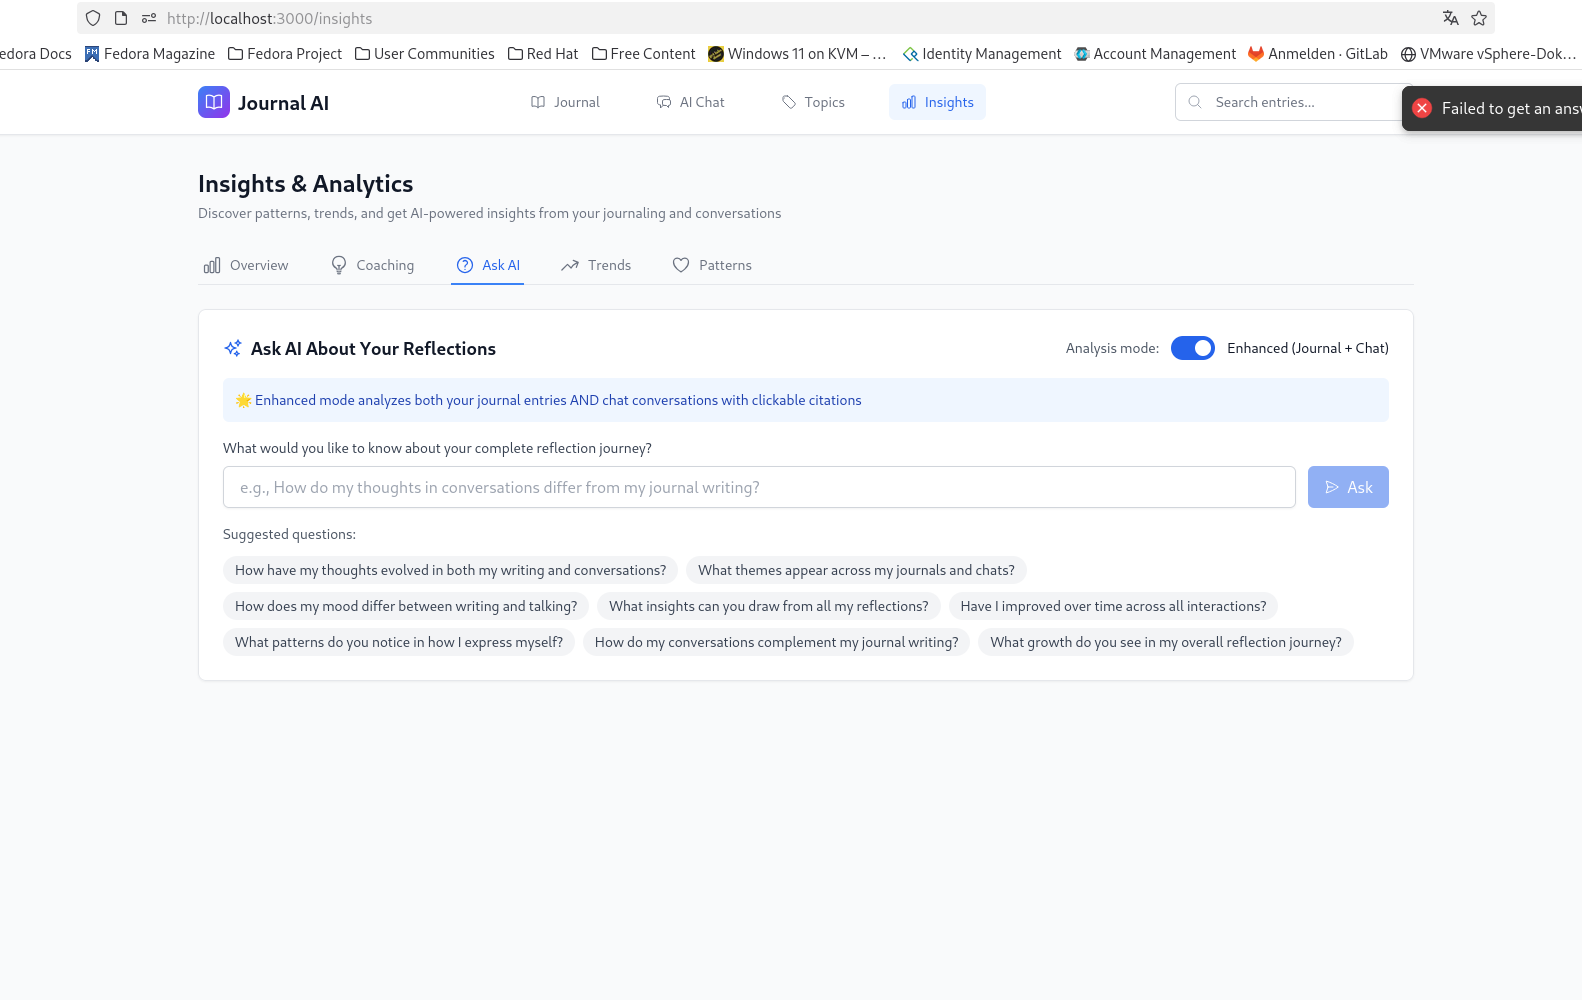 http://localhost:3000/insights
edora Docs Fedora Magazine Fedora Project User Communities Red Hat Free Content Windows 11 on KVM – … Identity Management Account Management Anmelden · GitLab VMware vSphere-Dok…
Journal AI Journal AI Chat Topics Insights Search entries... Failed to get an ans
Insights & Analytics
Discover patterns, trends, and get AI-powered insights from your journaling and conversations
Overview Coaching Ask AI Trends Patterns
Ask AI About Your Reflections Analysis mode: Enhanced (Journal + Chat)
🌟 Enhanced mode analyzes both your journal entries AND chat conversations with clickable citations
What would you like to know about your complete reflection journey?
e.g., How do my thoughts in conversations differ from my journal writing? Ask
Suggested questions:
How have my thoughts evolved in both my writing and conversations? What themes appear across my journals and chats?
How does my mood differ between writing and talking? What insights can you draw from all my reflections? Have I improved over time across all interactions?
What patterns do you notice in how I express myself? How do my conversations complement my journal writing? What growth do you see in my overall reflection journey?